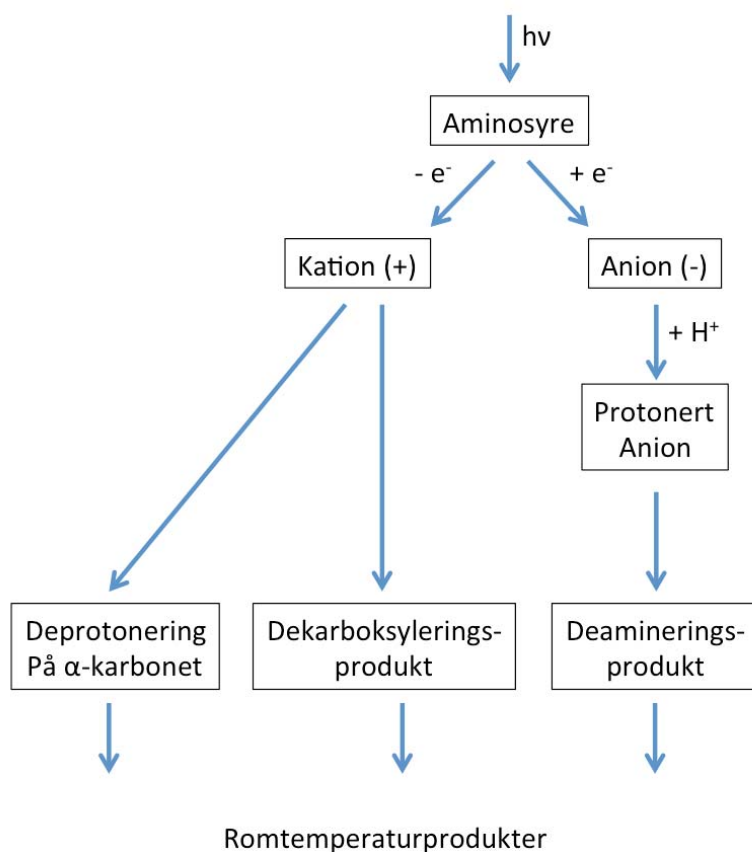 hν
Aminosyre
- e⁻
+ e⁻
Kation (+)
Anion (-)
+ H⁺
Protonert
Anion
Deprotonering
På α-karbonet
Dekarboksylerings-
produkt
Deaminerings-
produkt
Romtemperaturprodukter